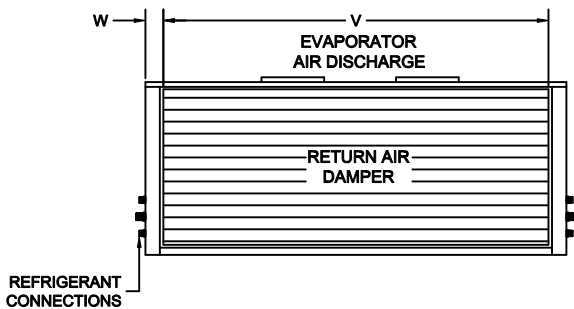 W
V
EVAPORATOR
AIR DISCHARGE
RETURN AIR
DAMPER
REFRIGERANT
CONNECTIONS